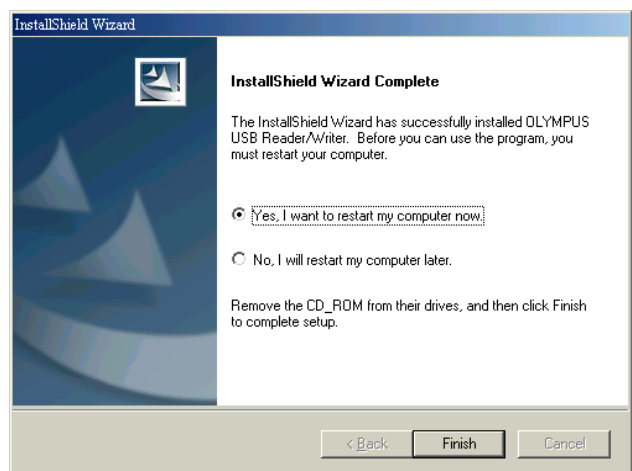 InstallShield Wizard
InstallShield Wizard Complete
The InstallShield Wizard has successfully installed OLYMPUS
USB Reader/Writer. Before you can use the program, you
must restart your computer.
Yes, I want to restart my computer now.
No, I will restart my computer later.
Remove the CD_ROM from their drives, and then click Finish
to complete setup.
< Back
Finish
Cancel